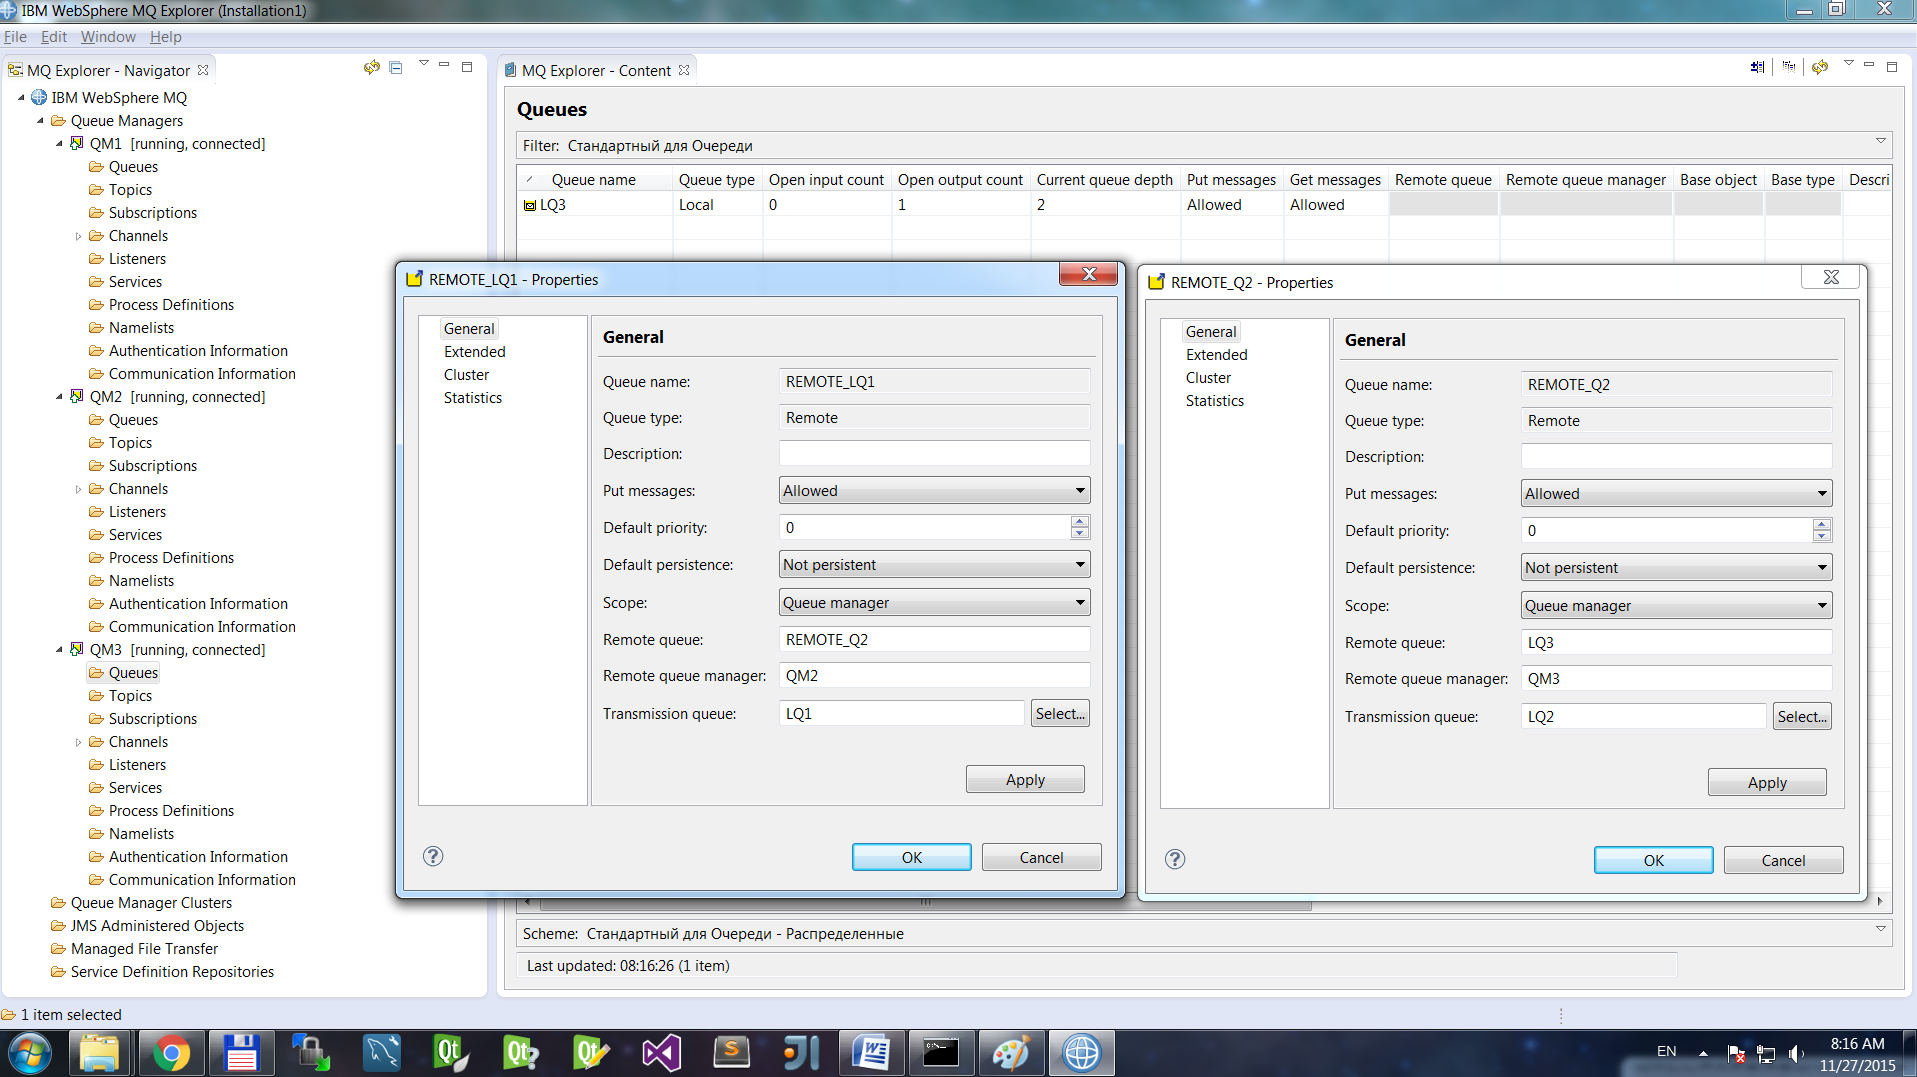 IBM WebSphere MQ Explorer (Installation1)
File Edit Window Help
MQ Explorer - Navigator
IBM WebSphere MQ
Queue Managers
QM1 [running, connected]
Queues
Topics
Subscriptions
Channels
Listeners
Services
Process Definitions
Namelists
Authentication Information
Communication Information
QM2 [running, connected]
Queues
Topics
Subscriptions
Channels
Listeners
Services
Process Definitions
Namelists
Authentication Information
Communication Information
QM3 [running, connected]
Queues
Topics
Subscriptions
Channels
Listeners
Services
Process Definitions
Namelists
Authentication Information
Communication Information
Queue Manager Clusters
JMS Administered Objects
Managed File Transfer
Service Definition Repositories
MQ Explorer - Content
Queues
Filter: Стандартный для Очереди
Queue name Queue type Open input count Open output count Current queue depth Put messages Get messages Remote queue Remote queue manager Base object Base type Descri
LQ3 Local 0 1 2 Allowed Allowed
REMOTE_LQ1 - Properties
General
Extended
Cluster
Statistics
General
Queue name: REMOTE_LQ1
Queue type: Remote
Description:
Put messages: Allowed
Default priority: 0
Default persistence: Not persistent
Scope: Queue manager
Remote queue: REMOTE_Q2
Remote queue manager: QM2
Transmission queue: LQ1 Select...
Apply
? OK Cancel
REMOTE_Q2 - Properties
General
Extended
Cluster
Statistics
General
Queue name: REMOTE_Q2
Queue type: Remote
Description:
Put messages: Allowed
Default priority: 0
Default persistence: Not persistent
Scope: Queue manager
Remote queue: LQ3
Remote queue manager: QM3
Transmission queue: LQ2 Select...
Apply
? OK Cancel
Scheme: Стандартный для Очереди - Распределенные
Last updated: 08:16:26 (1 item)
1 item selected
Qt Qt? Qt S JI W C:\.
EN 8:16 AM
11/27/2015